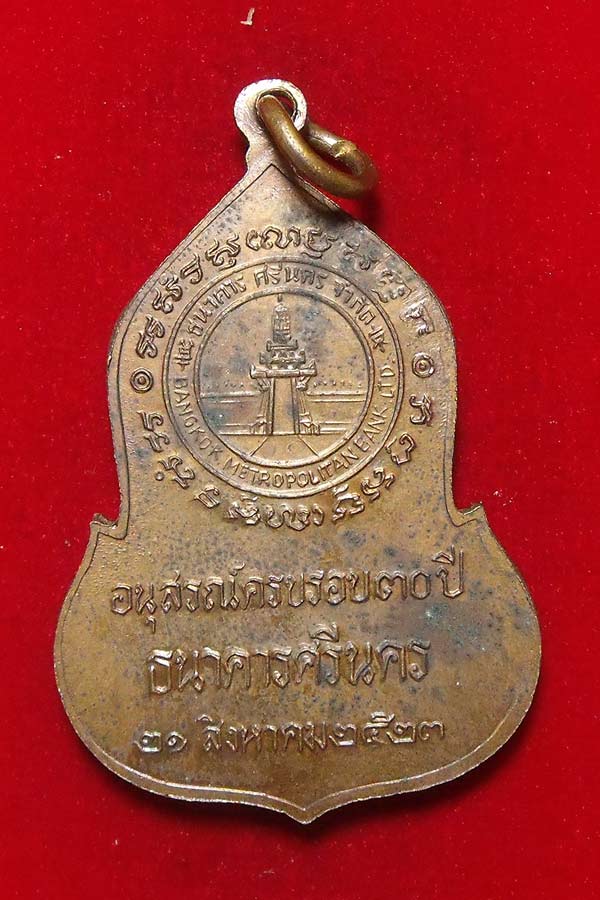 ธนาคาร ศรีนคร จำกัด
BANGKOK METROPOLITAN BANK LTD
อนุสรณ์ครบรอบ๓๐ปี
ธนาคารศรีนคร
๒๑ สิงหาคม๒๕๒๓